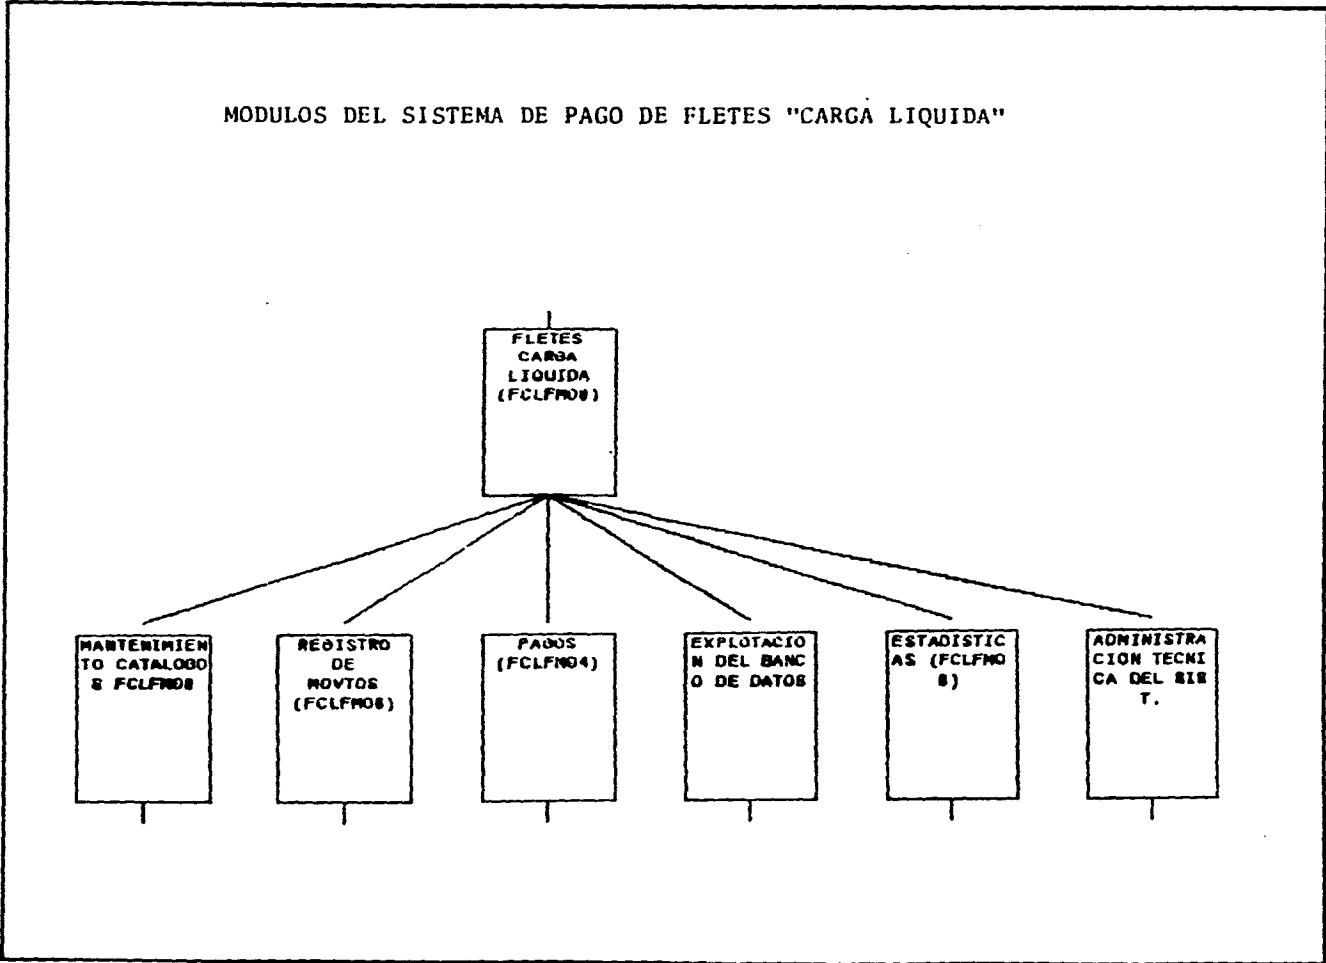 MODULOS DEL SISTEMA DE PAGO DE FLETES "CARGA LIQUIDA"
FLETES
CARGA
LIQUIDA
MANTENIMIEN
TO CATALOGO
S
REGISTRO
DE
MOVTOS
PAGOS
(FCLFM04)
EXPLOTACIO
N DEL BANC
O DE DATOS
ESTADISTIC
AS (FCLFM0
ADMINISTRA
CION TECNI
CA DEL SIS
T.